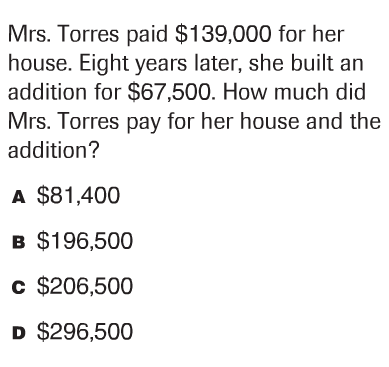 Mrs. Torres paid $139,000 for her
house. Eight years later, she built an
addition for $67,500. How much did
Mrs. Torres pay for her house and the
addition?
A $81,400
B $196,500
C $206,500
D $296,500